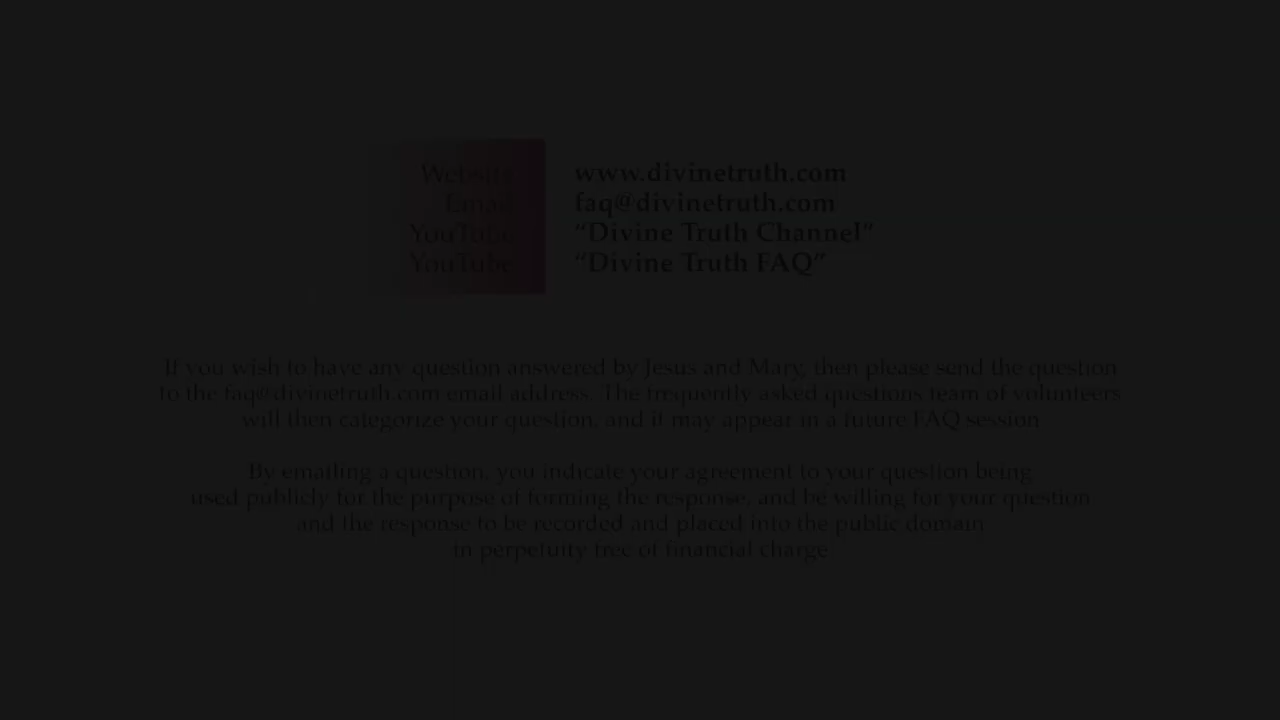 Website www.divinetruth.com
Email faq@divinetruth.com
YouTube “Divine Truth Channel”
YouTube “Divine Truth FAQ”
If you wish to have any question answered by Jesus and Mary, then please send the question
to the faq@divinetruth.com email address. The frequently asked questions team of volunteers
will then categorize your question, and it may appear in a future FAQ session
By emailing a question, you indicate your agreement to your question being
used publicly for the purpose of forming the response, and be willing for your question
and the response to be recorded and placed into the public domain
in perpetuity free of financial charge